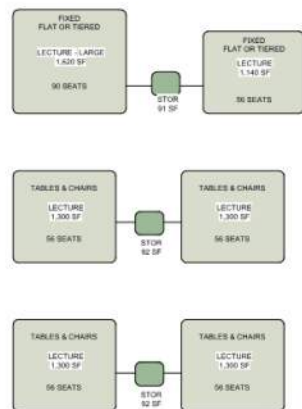 FIXED
FLAT OR TIERED
LECTURE - LARGE
1,620 SF
90 SEATS
STOR
91 SF
FIXED
FLAT OR TIERED
LECTURE
1,140 SF
56 SEATS
TABLES & CHAIRS
LECTURE
1,300 SF
56 SEATS
STOR
92 SF
TABLES & CHAIRS
LECTURE
1,300 SF
56 SEATS
TABLES & CHAIRS
LECTURE
1,300 SF
56 SEATS
STOR
92 SF
TABLES & CHAIRS
LECTURE
1,300 SF
56 SEATS